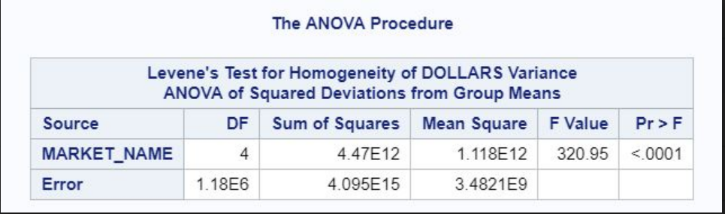 The ANOVA Procedure
Levene's Test for Homogeneity of DOLLARS Variance
ANOVA of Squared Deviations from Group Means
Source DF Sum of Squares Mean Square F Value Pr > F
MARKET_NAME 4 4.47E12 1.118E12 320.95 <.0001
Error 1.18E6 4.095E15 3.4821E9